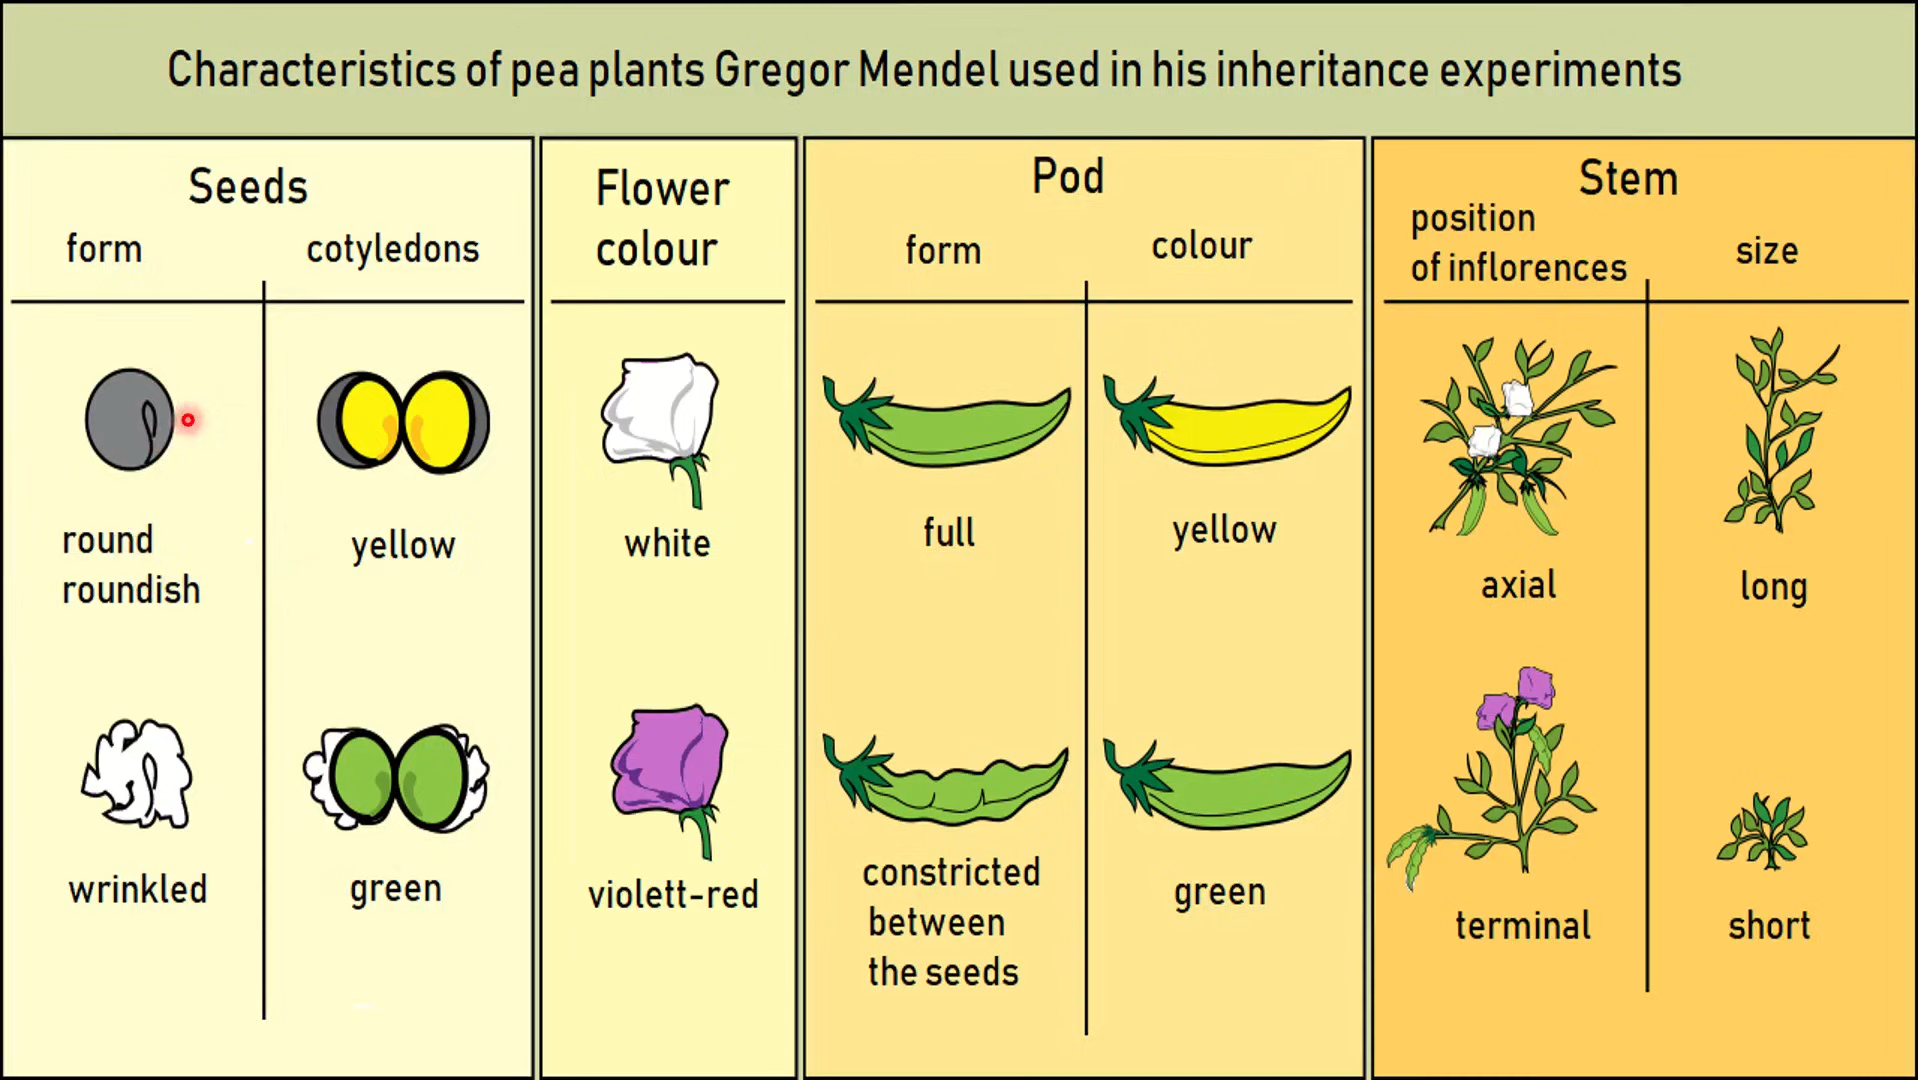 Characteristics of pea plants Gregor Mendel used in his inheritance experiments
Seeds
form
cotyledons
round
roundish
yellow
wrinkled
green
Flower
colour
white
violett-red
Pod
form
colour
full
yellow
constricted
between
the seeds
green
Stem
position
of inflorences
size
axial
long
terminal
short